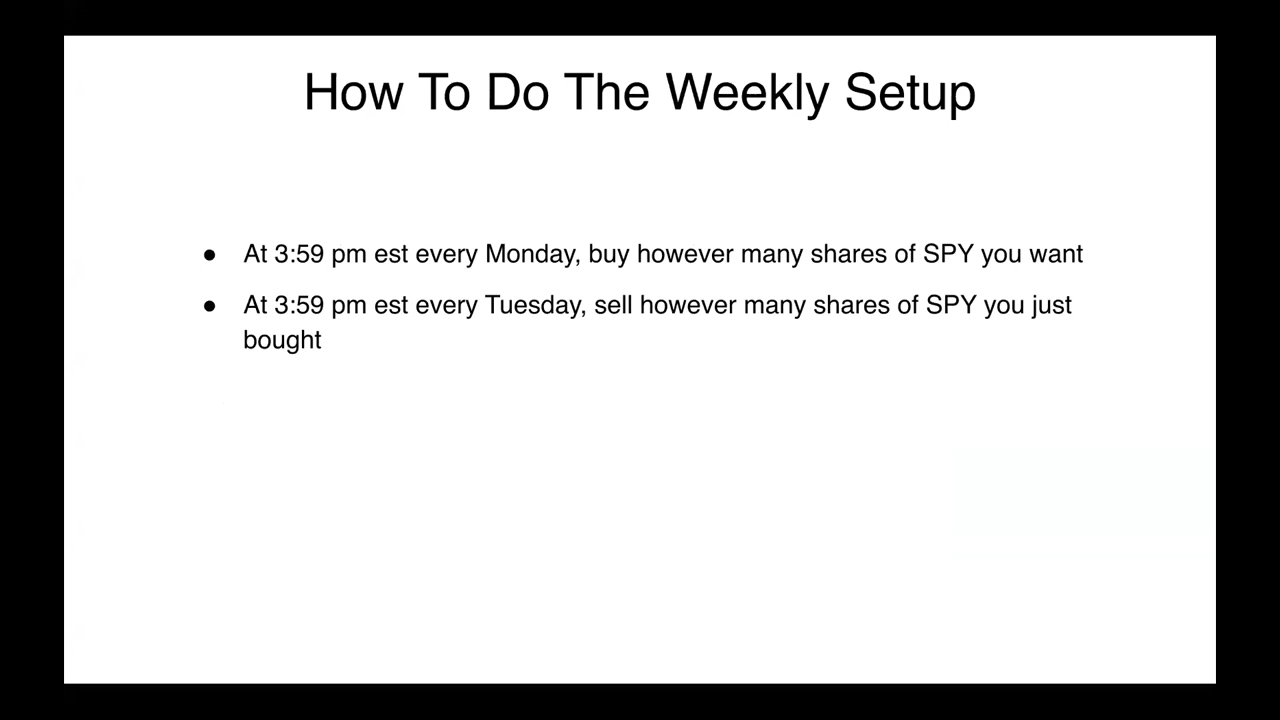 How To Do The Weekly Setup
● At 3:59 pm est every Monday, buy however many shares of SPY you want
● At 3:59 pm est every Tuesday, sell however many shares of SPY you just
bought